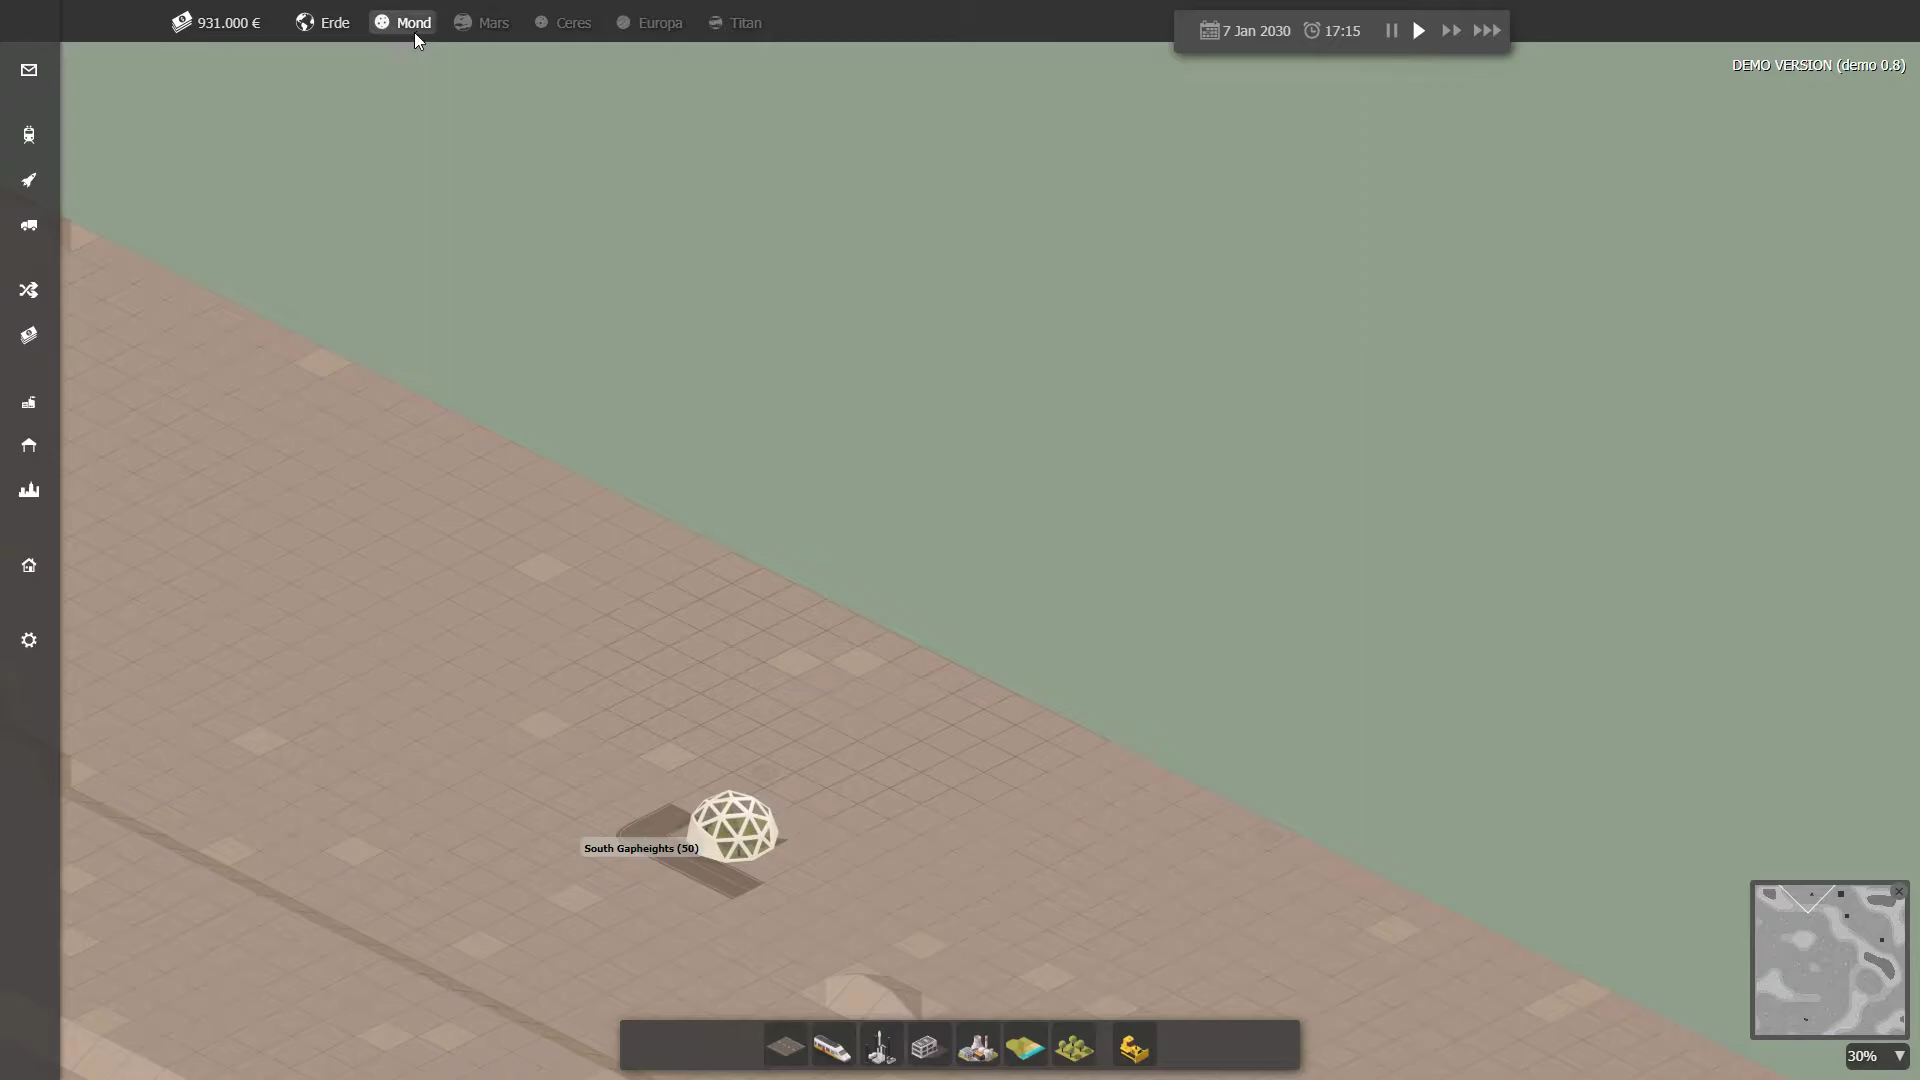 931.000 €
Erde
Mond
Mars
Ceres
Europa
Titan
7 Jan 2030
17:15
DEMO VERSION (demo 0.8)
South Gapheights (50)
30%